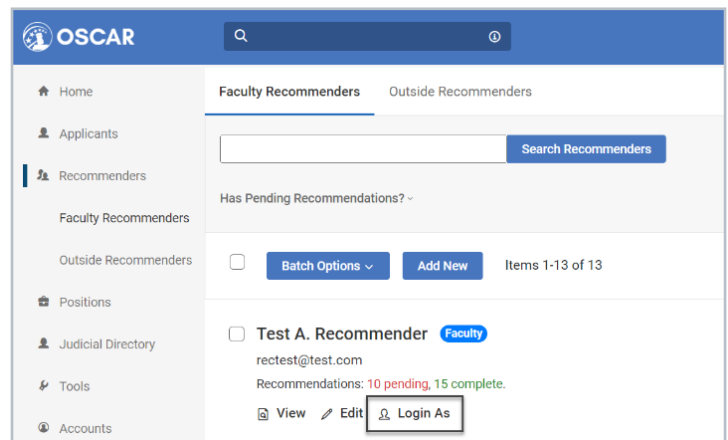 OSCAR
Home
Applicants
Recommenders
Faculty Recommenders
Outside Recommenders
Positions
Judicial Directory
Tools
Accounts
Faculty Recommenders Outside Recommenders
Search Recommenders
Has Pending Recommendations?
Batch Options Add New Items 1-13 of 13
Test A. Recommender Faculty
rectest@test.com
Recommendations: 10 pending, 15 complete.
View Edit Login As